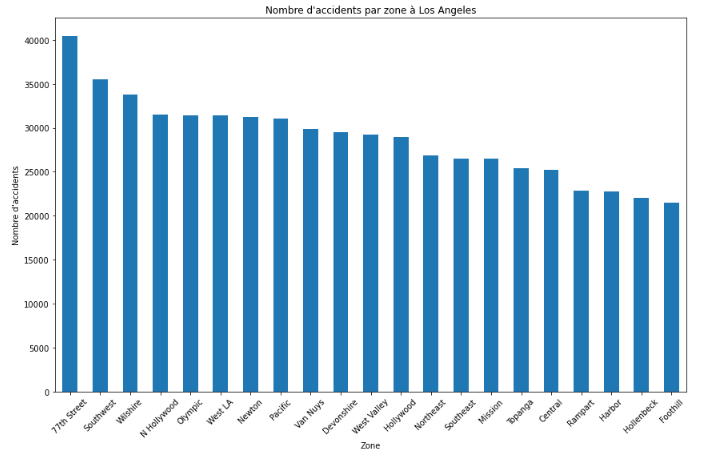 Nombre d'accidents par zone à Los Angeles
Nombre d'accidents
40000
35000
30000
25000
20000
15000
10000
5000
0
77th Street
Southwest
Wilshire
N Hollywood
Olympic
West LA
Newton
Pacific
Van Nuys
Devonshire
West Valley
Hollywood
Northeast
Southeast
Mission
Topanga
Central
Rampart
Harbor
Hollenbeck
Foothill
Zone